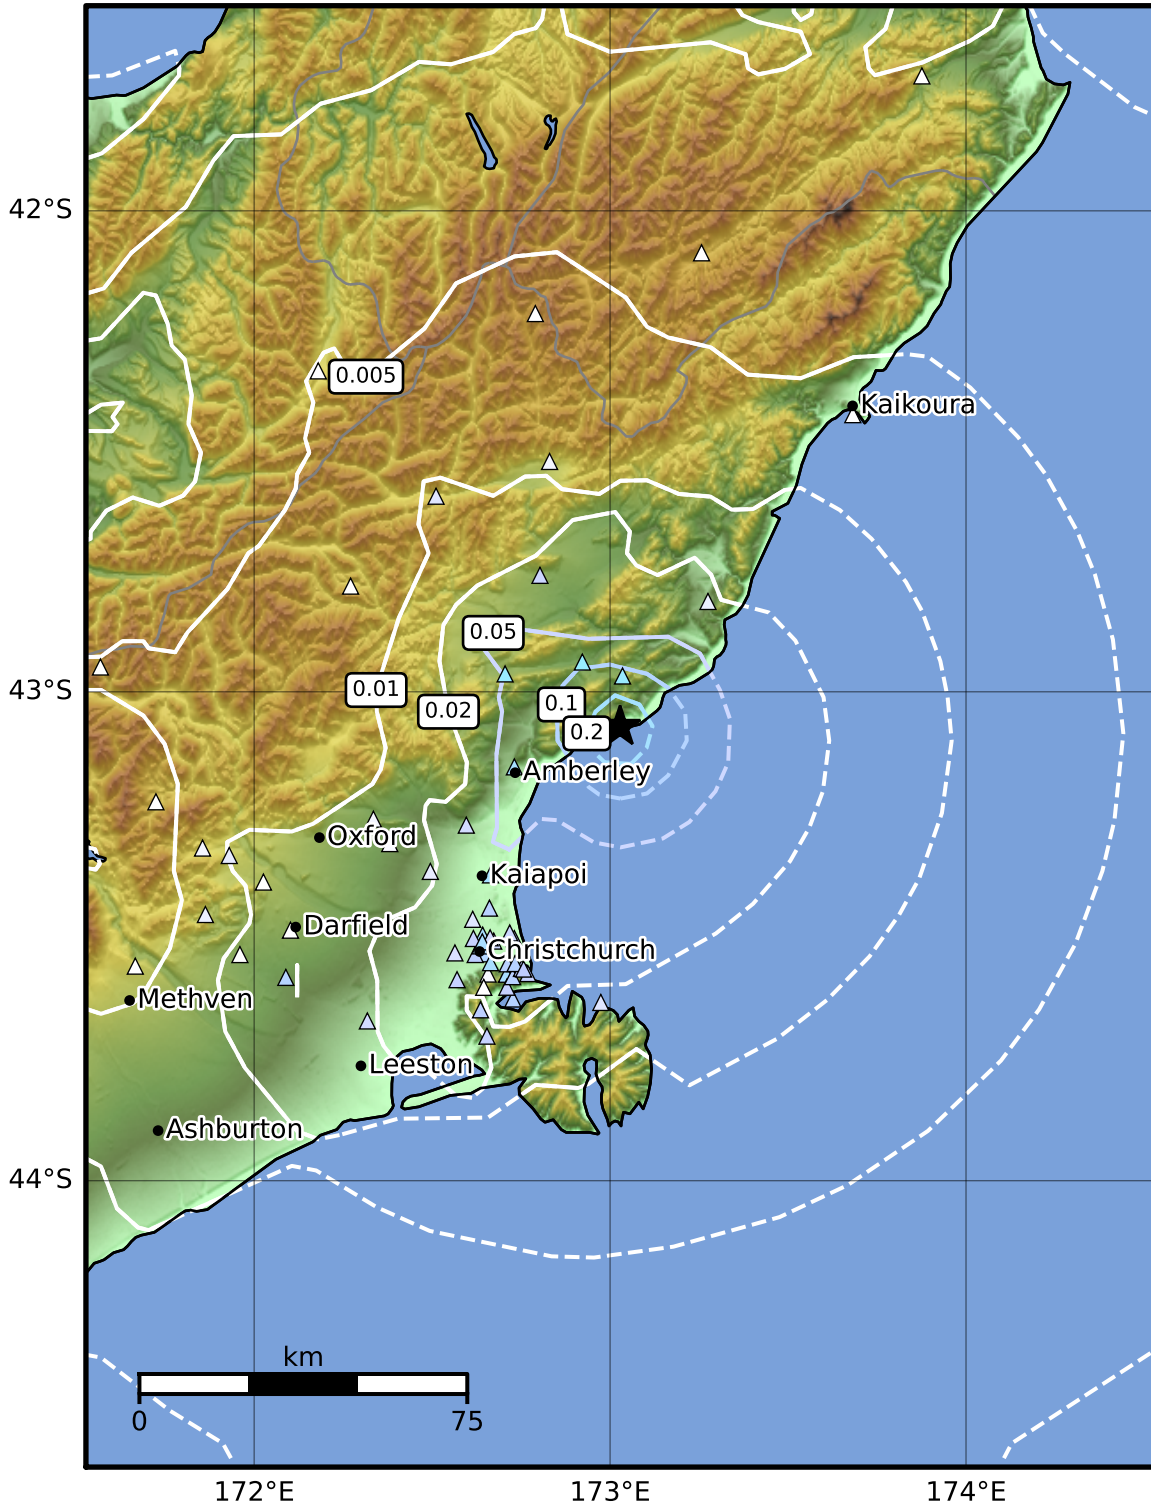 42°S
0.005
Kaikoura
0.05
43°S
0.01
0.02
0.1
0.2
Amberley
Oxford
Kaiapoi
Darfield
Christchurch
Methven
Leeston
Ashburton
44°S
km
0
75
172°E
173°E
174°E